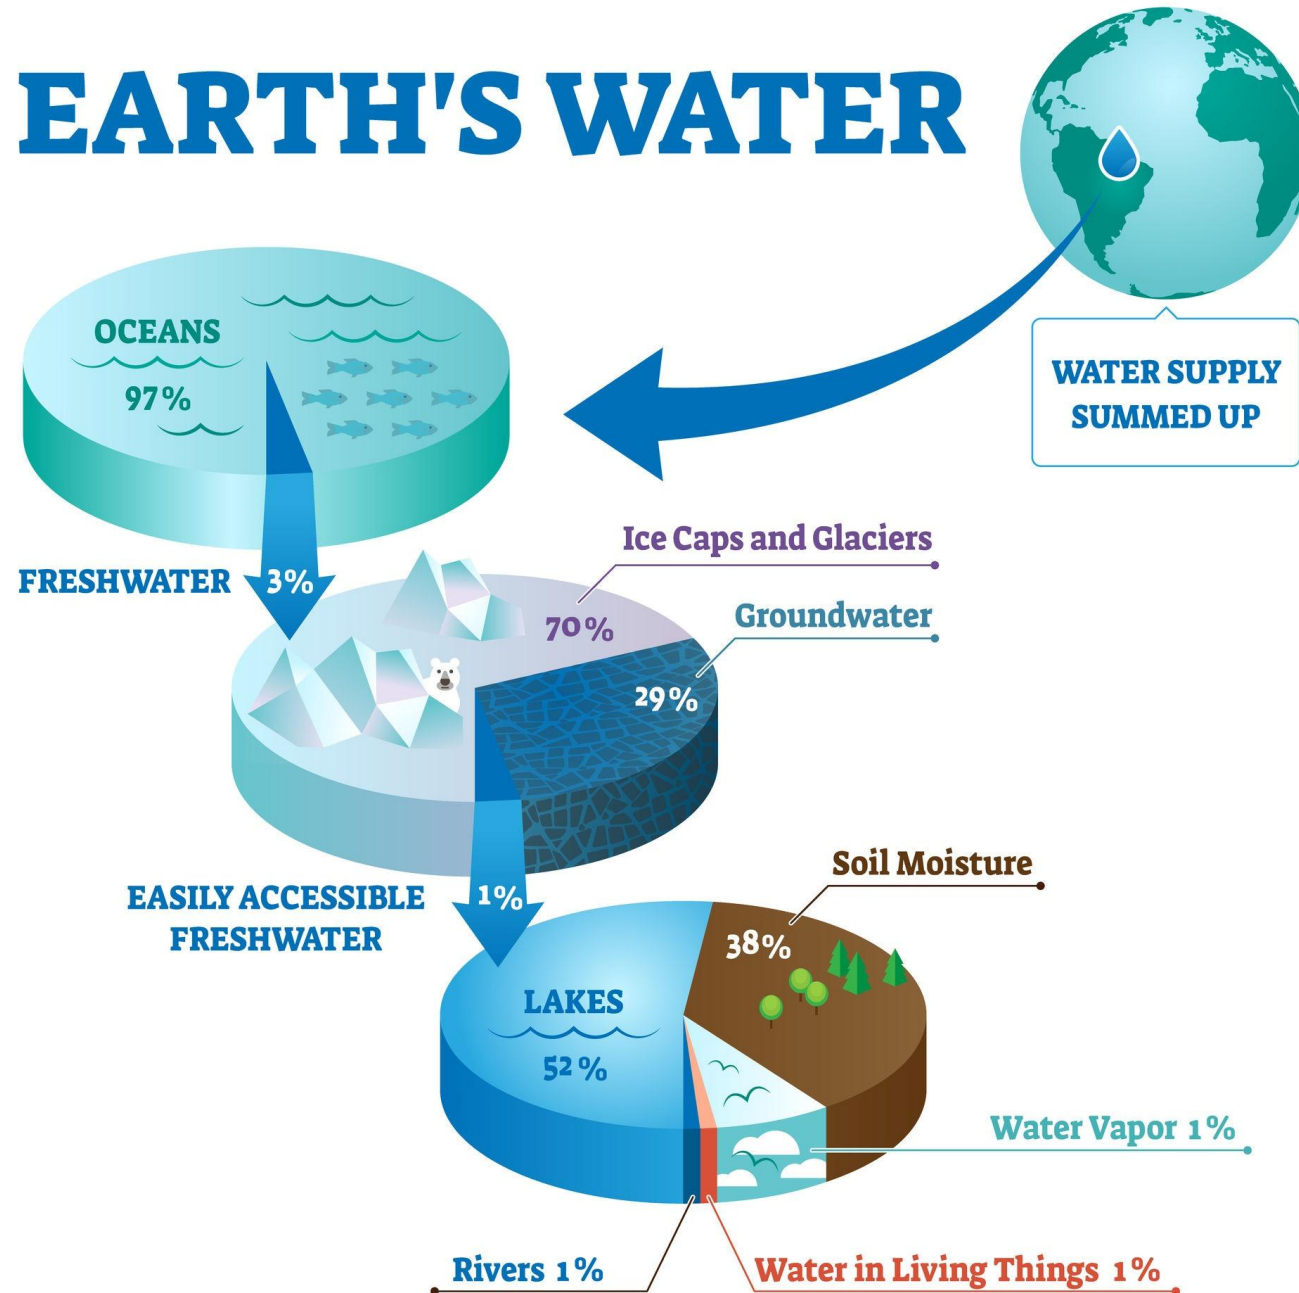 EARTH'S WATER
WATER SUPPLY
SUMMED UP
OCEANS
97%
FRESHWATER
3%
Ice Caps and Glaciers
70%
Groundwater
29%
EASILY ACCESSIBLE
FRESHWATER
1%
Soil Moisture
38%
LAKES
52%
Water Vapor 1%
Rivers 1%
Water in Living Things 1%